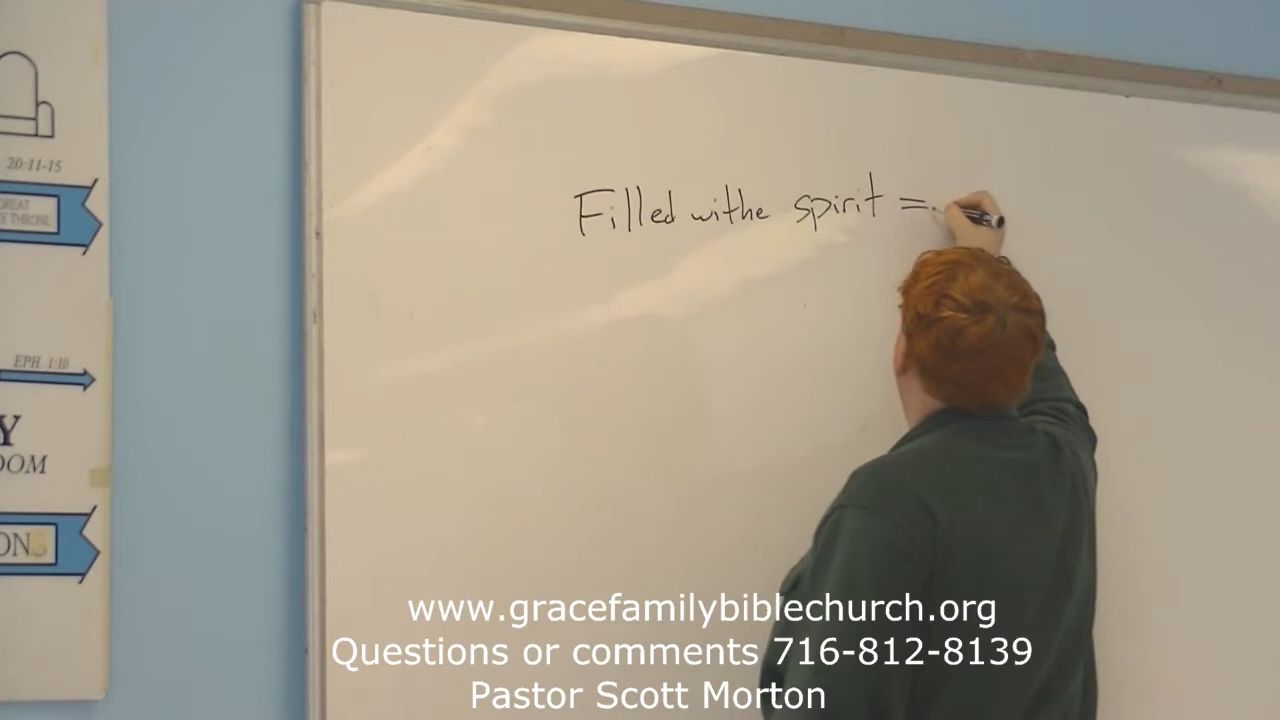 20:11-15
GREAT
THRONE
EPH. 1:10
Y
DOM
ONS
Filled withe spirit =
www.gracefamilybiblechurch.org
Questions or comments 716-812-8139
Pastor Scott Morton